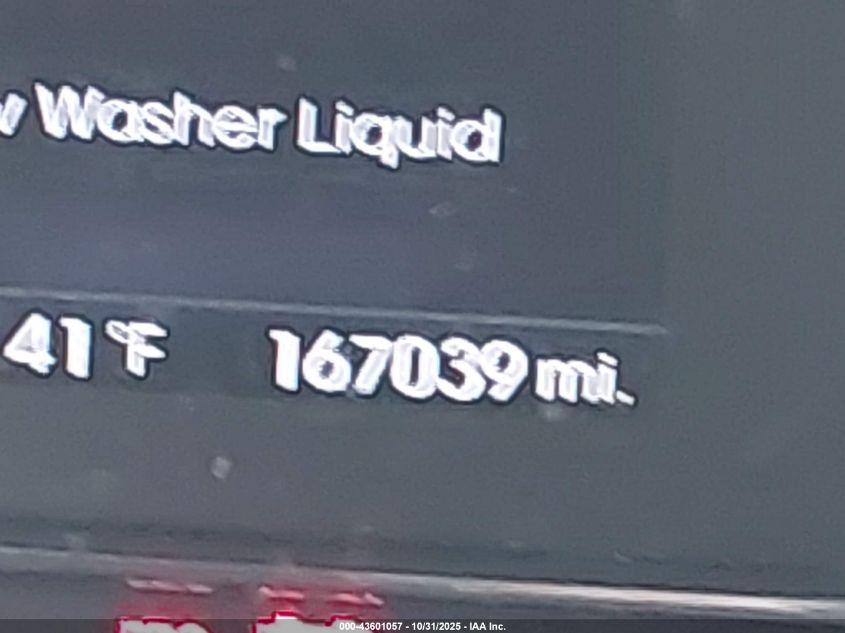 Washer Liquid
41°F 167039 mi.
000-43601057 - 10/31/2025 - IAA Inc.